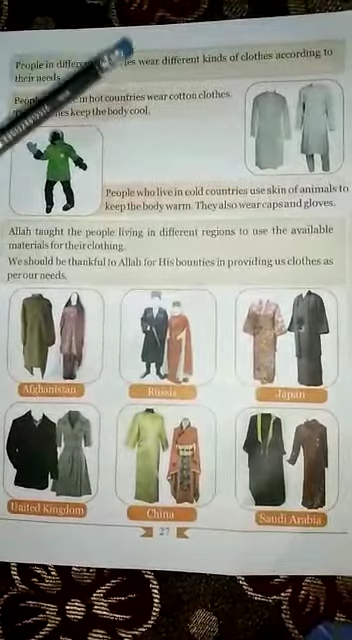 People in different wear different kinds of clothes according to
their needs.
People in hot countries wear cotton clothes.
keep the body cool.
People who live in cold countries use skin of animals to
keep the body warm. They also wear caps and gloves.
Allah taught the people living in different regions to use the available
materials for their clothing.
We should be thankful to Allah for His bounties in providing us clothes as
per our needs.
Afghanistan
Russia
Japan
United Kingdom
China
Saudi Arabia
27